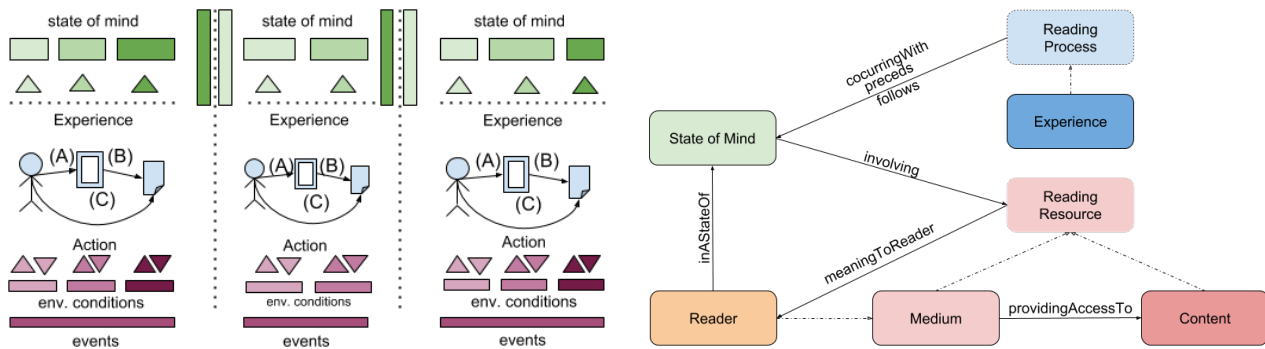 state of mind
Experience
(A)
(B)
(C)
Action
env. conditions
events
state of mind
Experience
(A)
(B)
(C)
Action
env. conditions
events
state of mind
Experience
(A)
(B)
(C)
Action
env. conditions
events
Reading
Process
cocurringWith
preceds
follows
Experience
State of Mind
involving
Reading
Resource
inAStateOf
meaningToReader
Reader
Medium
providingAccessTo
Content